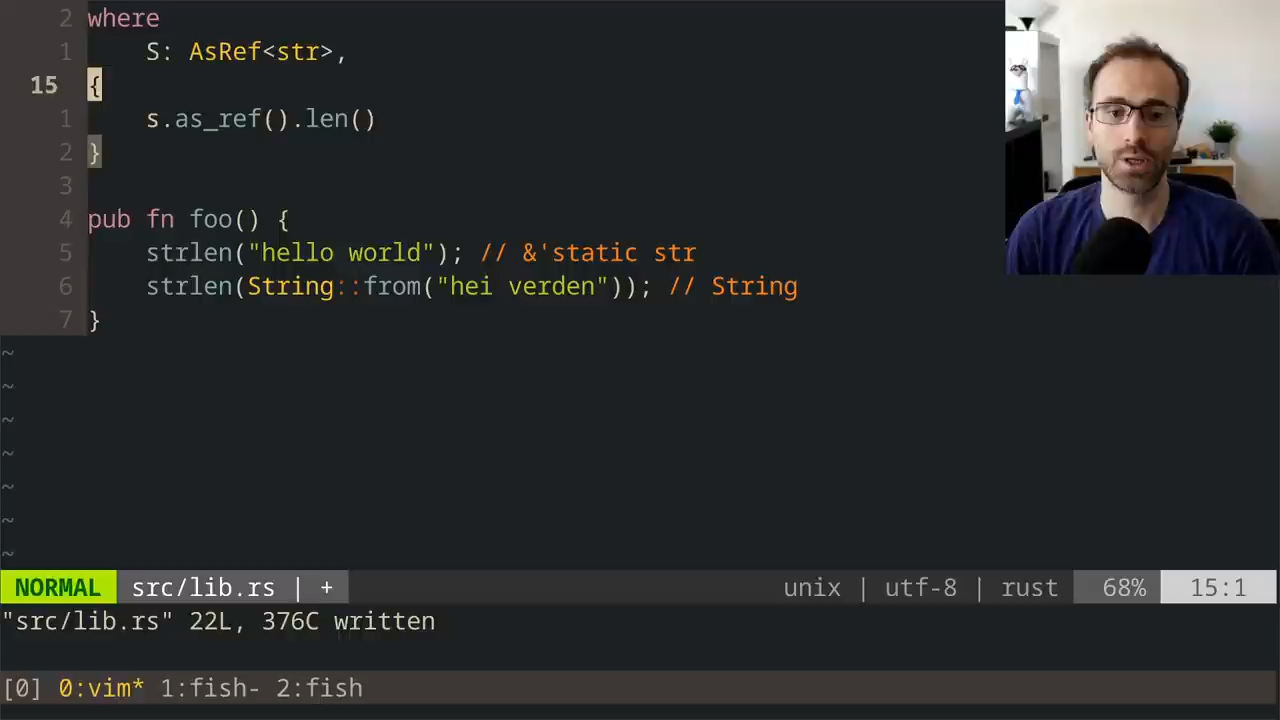 2 where
1     S: AsRef<str>,
15 {
1     s.as_ref().len()
2 }
3
4 pub fn foo() {
5     strlen("hello world"); // &'static str
6     strlen(String::from("hei verden")); // String
7 }
~
~
~
~
~
~
~
NORMAL src/lib.rs | + unix | utf-8 | rust 68% 15:1
"src/lib.rs" 22L, 376C written
[0] 0:vim* 1:fish- 2:fish